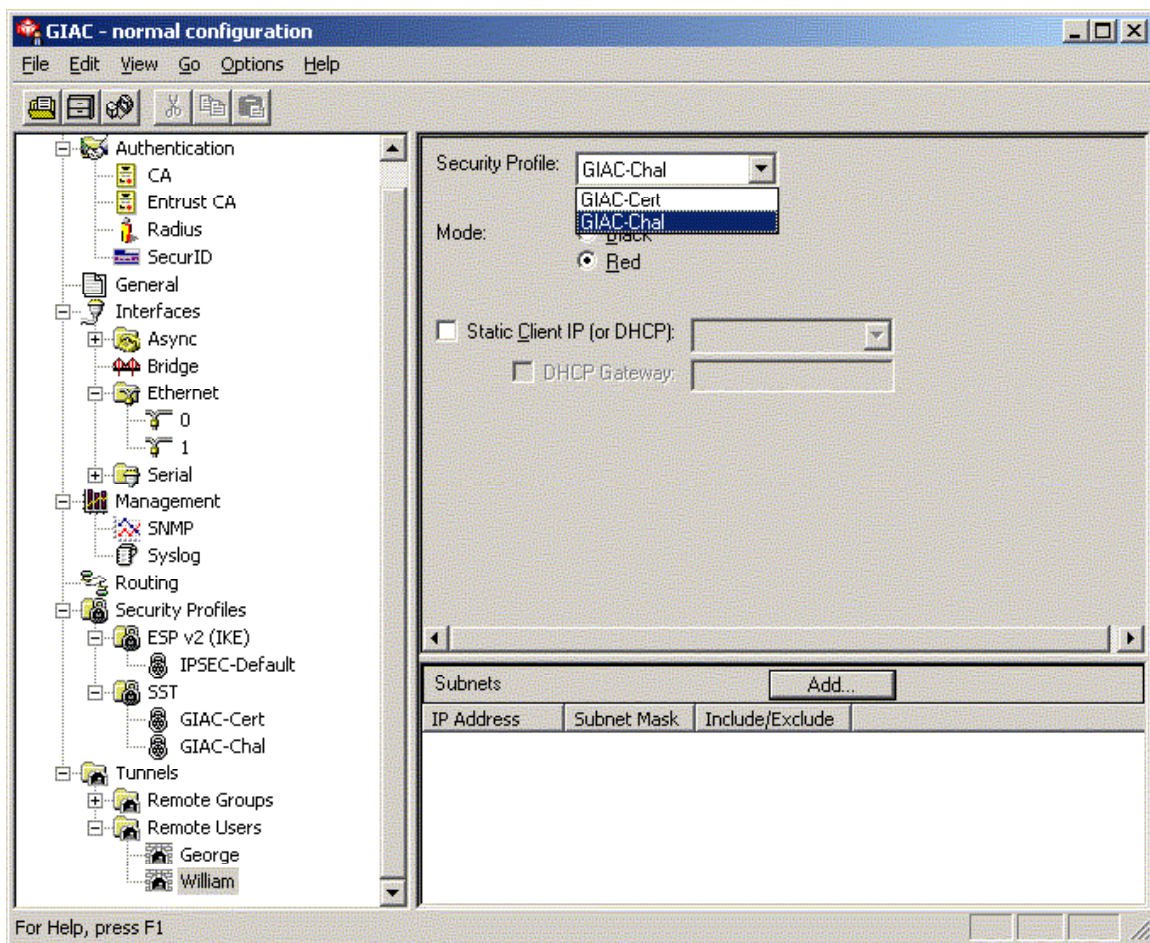 GIAC - normal configuration
File Edit View Go Options Help
Authentication
CA
Entrust CA
Radius
SecurID
General
Interfaces
Async
Bridge
Ethernet
0
1
Serial
Management
SNMP
Syslog
Routing
Security Profiles
ESP v2 (IKE)
IPSEC-Default
SST
GIAC-Cert
GIAC-Chal
Tunnels
Remote Groups
Remote Users
George
William
Security Profile: GIAC-Chal
GIAC-Cert
GIAC-Chal
Mode: Black
Red
Static Client IP (or DHCP):
DHCP Gateway:
Subnets Add...
IP Address Subnet Mask Include/Exclude
For Help, press F1